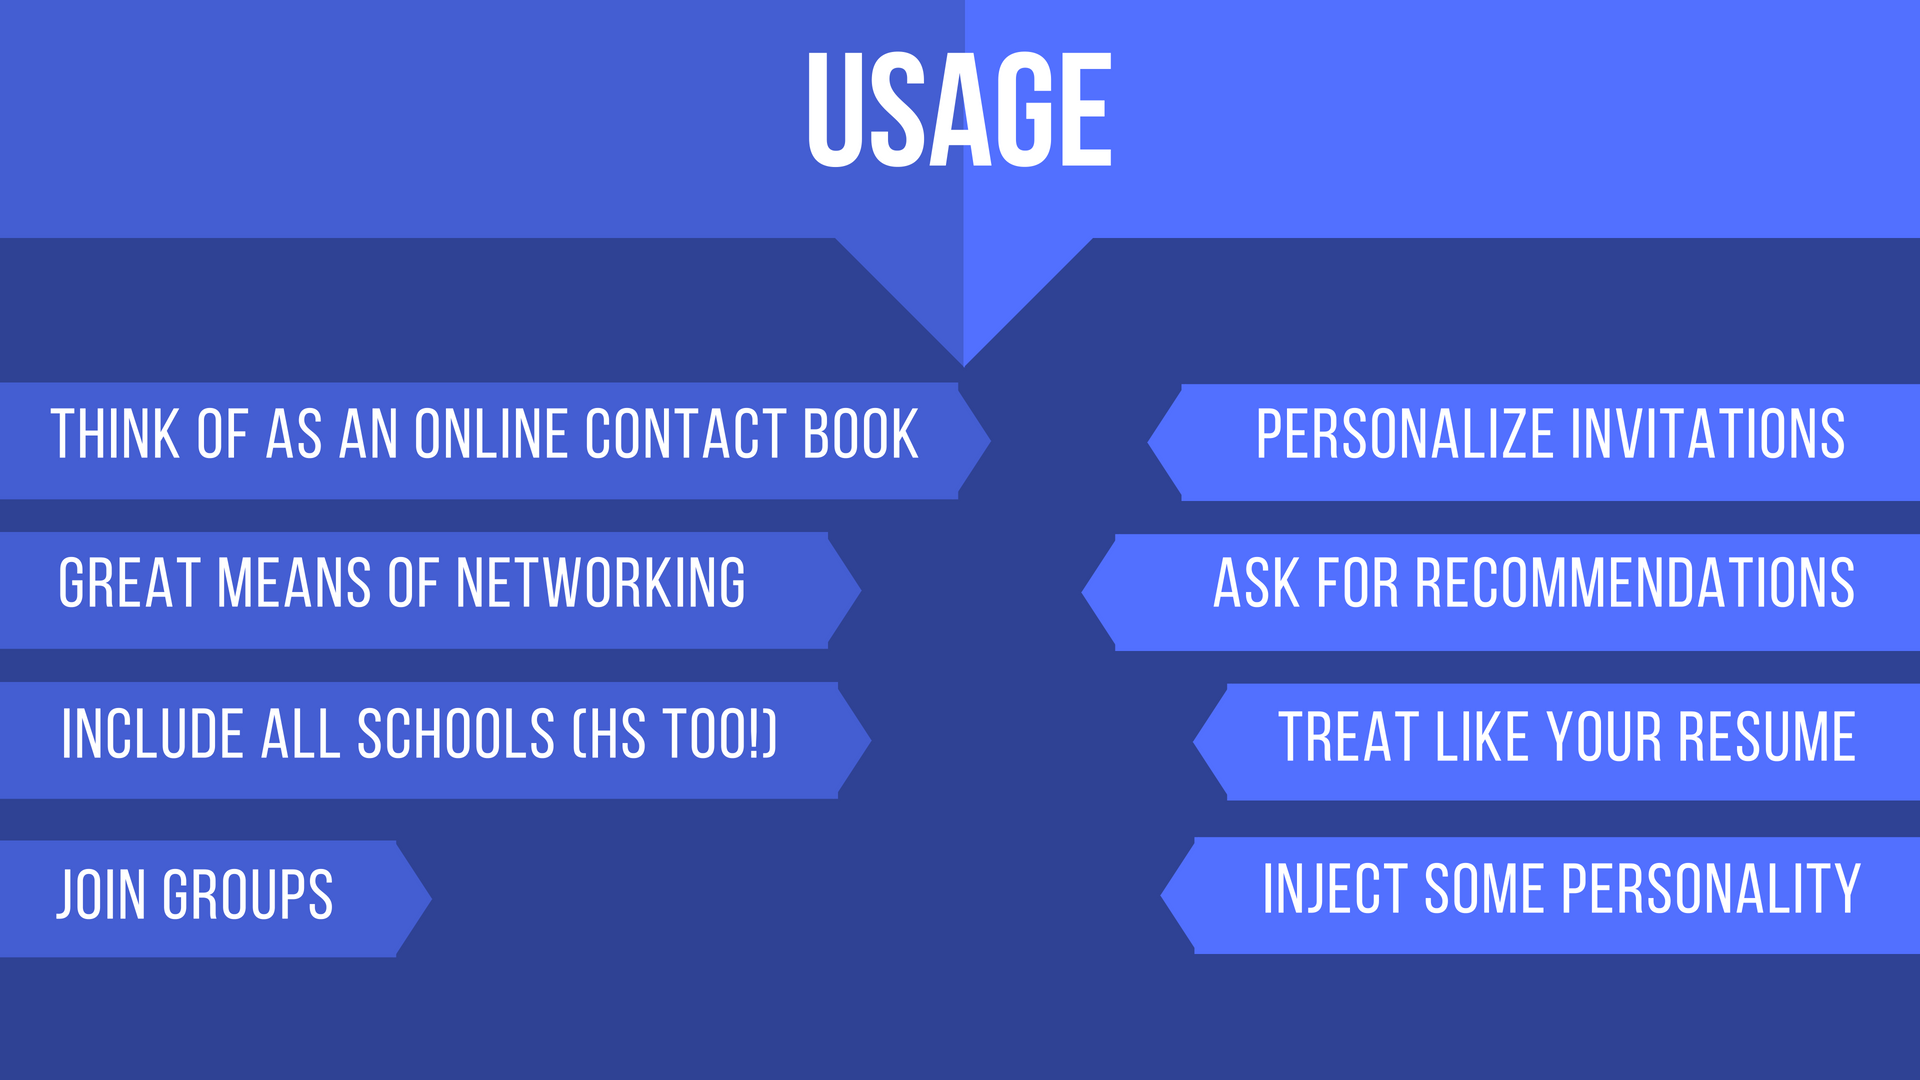 USAGE
THINK OF AS AN ONLINE CONTACT BOOK
GREAT MEANS OF NETWORKING
INCLUDE ALL SCHOOLS (HS TOO!)
JOIN GROUPS
PERSONALIZE INVITATIONS
ASK FOR RECOMMENDATIONS
TREAT LIKE YOUR RESUME
INJECT SOME PERSONALITY